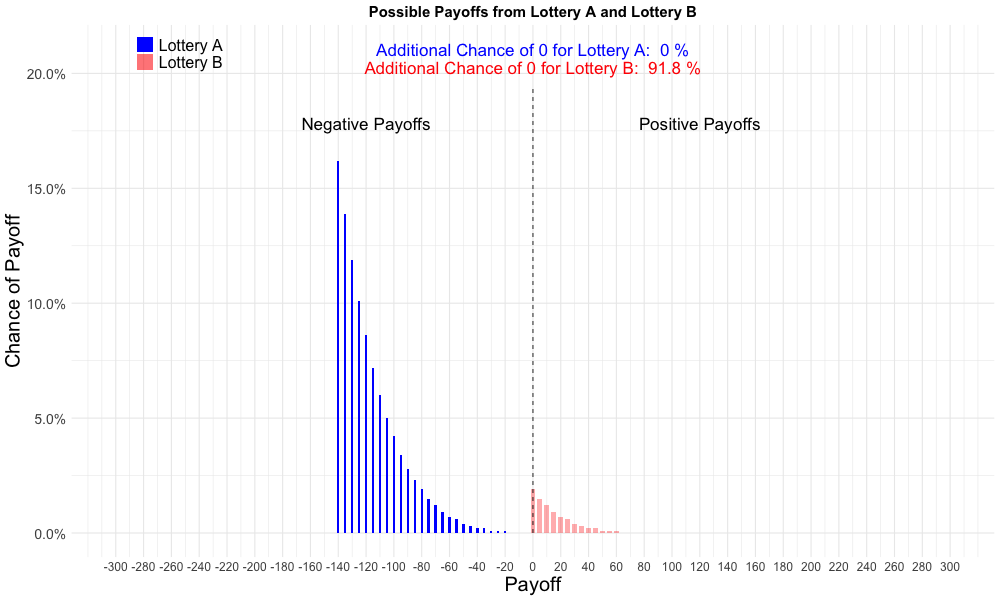 Possible Payoffs from Lottery A and Lottery B
Lottery A
Lottery B
Additional Chance of 0 for Lottery A:  0 %
Additional Chance of 0 for Lottery B:  91.8 %
Negative Payoffs
Positive Payoffs
Chance of Payoff
20.0%
15.0%
10.0%
5.0%
0.0%
-300 -280 -260 -240 -220 -200 -180 -160 -140 -120 -100 -80 -60 -40 -20 0 20 40 60 80 100 120 140 160 180 200 220 240 260 280 300
Payoff